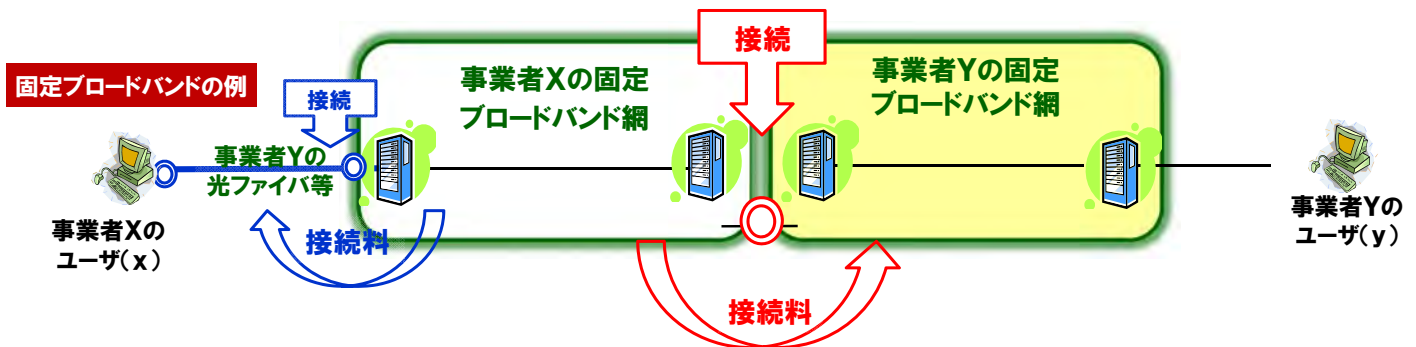 固定ブロードバンドの例
接続
接続
事業者Xの固定
ブロードバンド網
事業者Yの固定
ブロードバンド網
事業者Yの
光ファイバ等
事業者Xの
ユーザ(x)
接続料
接続料
事業者Yの
ユーザ(y)